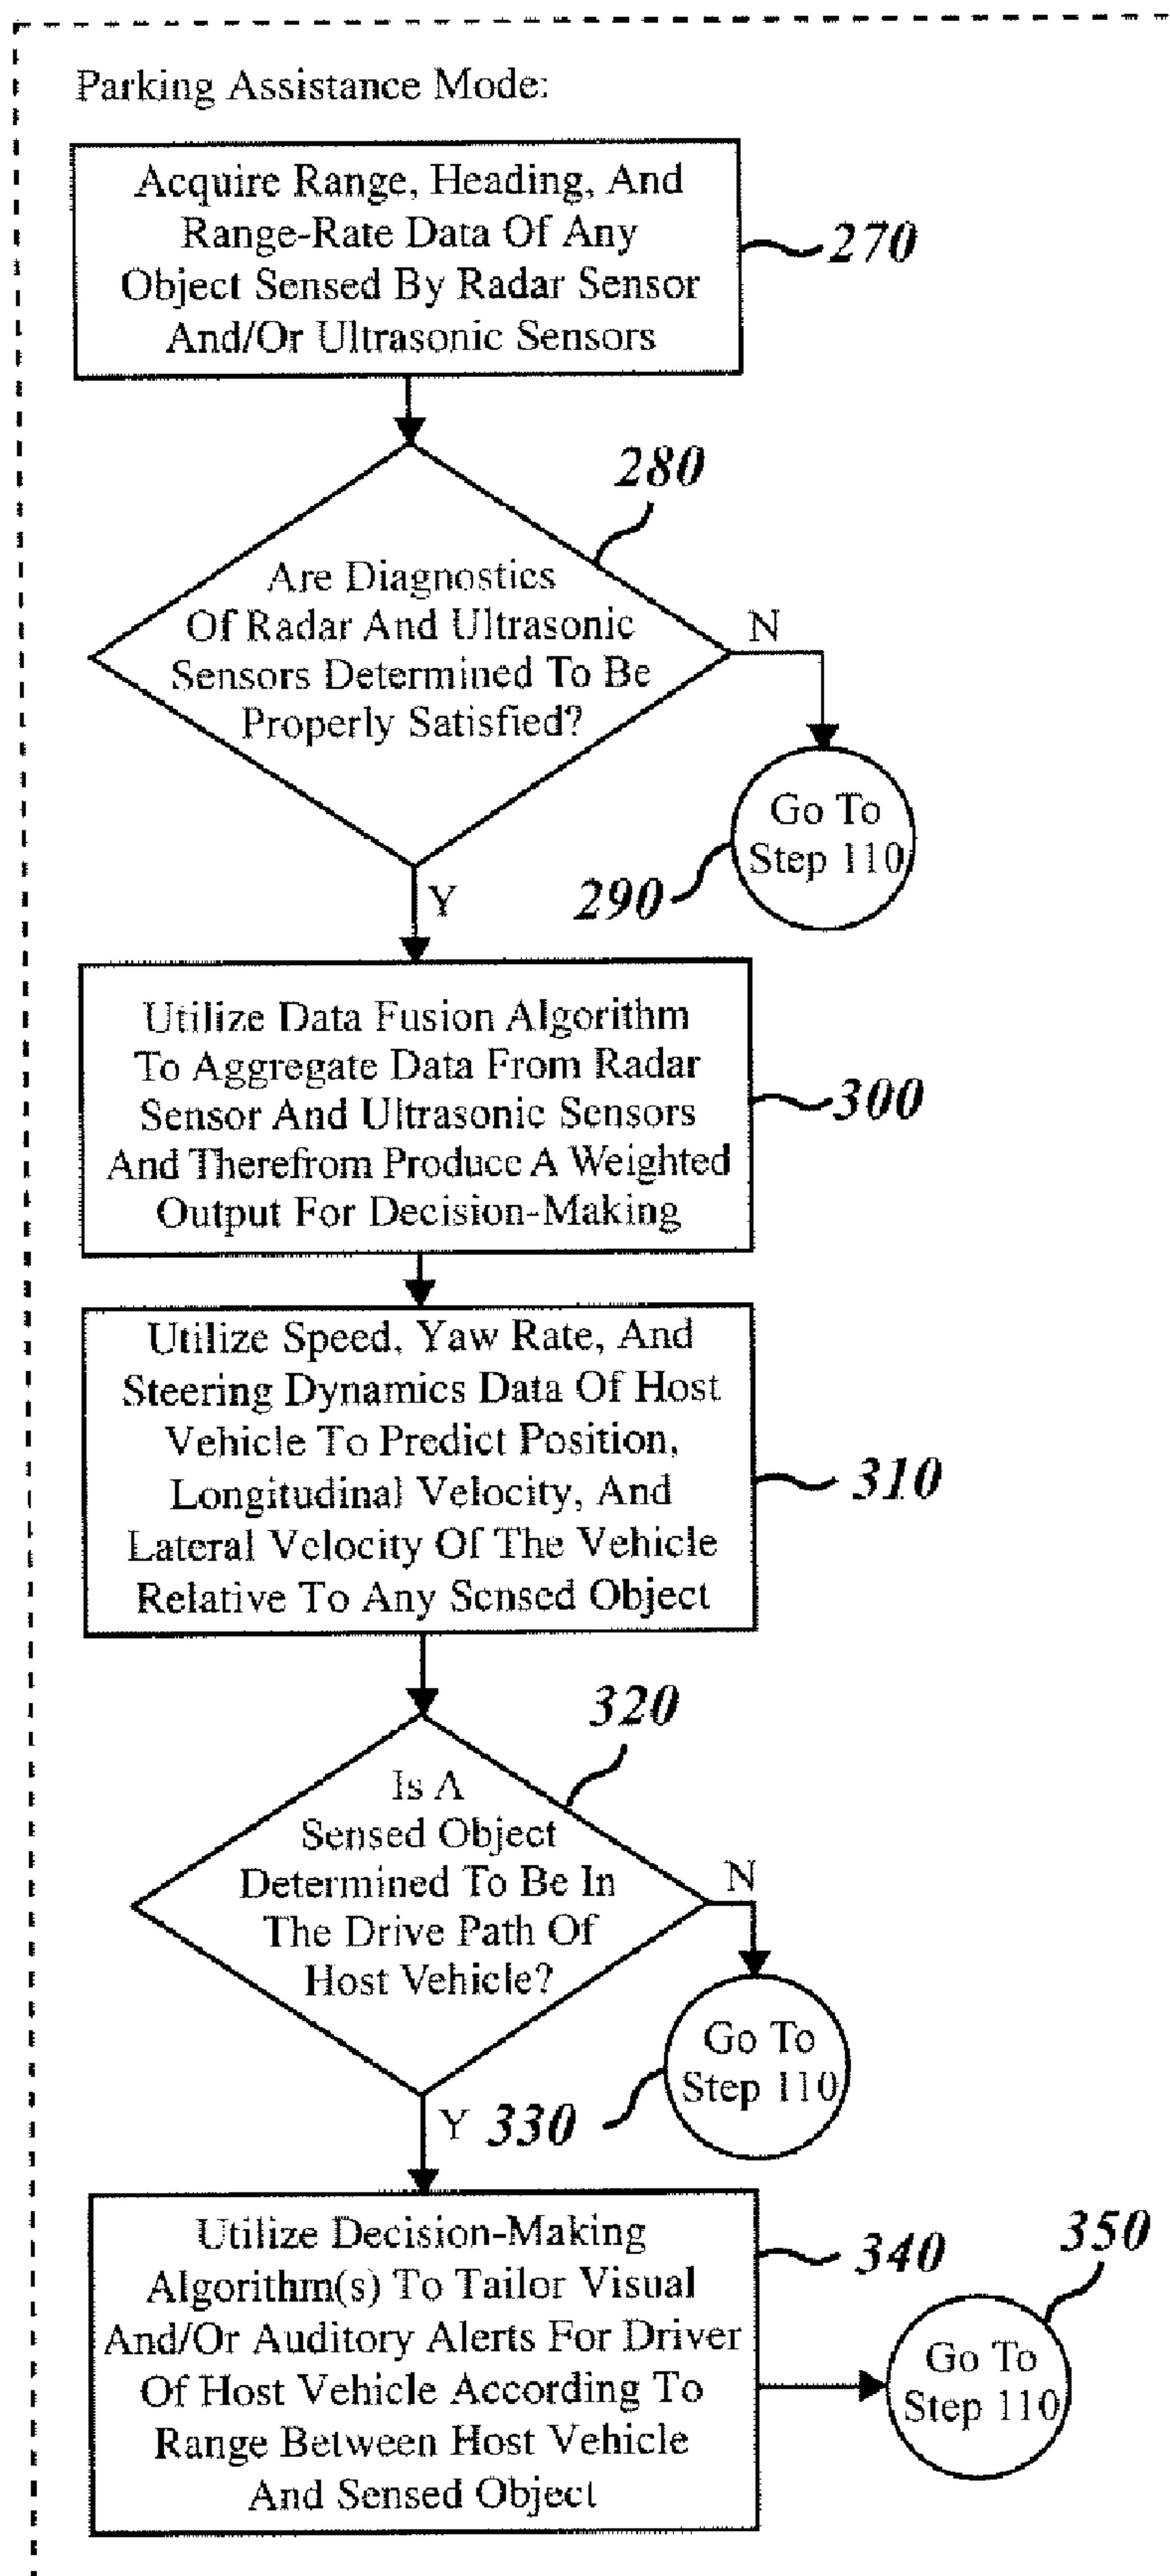 Parking Assistance Mode:
Acquire Range, Heading, And
Range-Rate Data Of Any
Object Sensed By Radar Sensor
And/Or Ultrasonic Sensors
270
280
Are Diagnostics
Of Radar And Ultrasonic
Sensors Determined To Be
Properly Satisfied?
N
Go To
Step 110
290
Y
Utilize Data Fusion Algorithm
To Aggregate Data From Radar
Sensor And Ultrasonic Sensors
And Therefrom Produce A Weighted
Output For Decision-Making
300
Utilize Speed, Yaw Rate, And
Steering Dynamics Data Of Host
Vehicle To Predict Position,
Longitudinal Velocity, And
Lateral Velocity Of The Vehicle
Relative To Any Sensed Object
310
320
Is A
Sensed Object
Determined To Be In
The Drive Path Of
Host Vehicle?
N
Go To
Step 110
330
Y
Utilize Decision-Making
Algorithm(s) To Tailor Visual
And/Or Auditory Alerts For Driver
Of Host Vehicle According To
Range Between Host Vehicle
And Sensed Object
340
350
Go To
Step 110